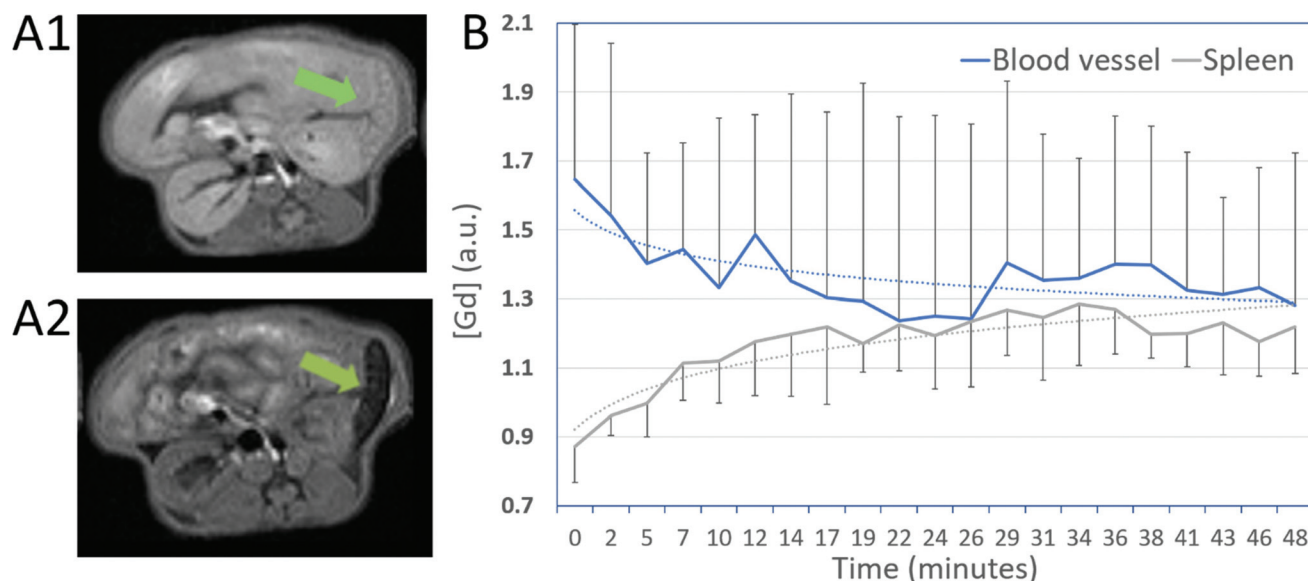 A1
A2
B
Blood vessel
Spleen
[Gd] (a.u.)
2.1
1.9
1.7
1.5
1.3
1.1
0.9
0.7
0 2 5 7 10 12 14 17 19 22 24 26 29 31 34 36 38 41 43 46 48
Time (minutes)